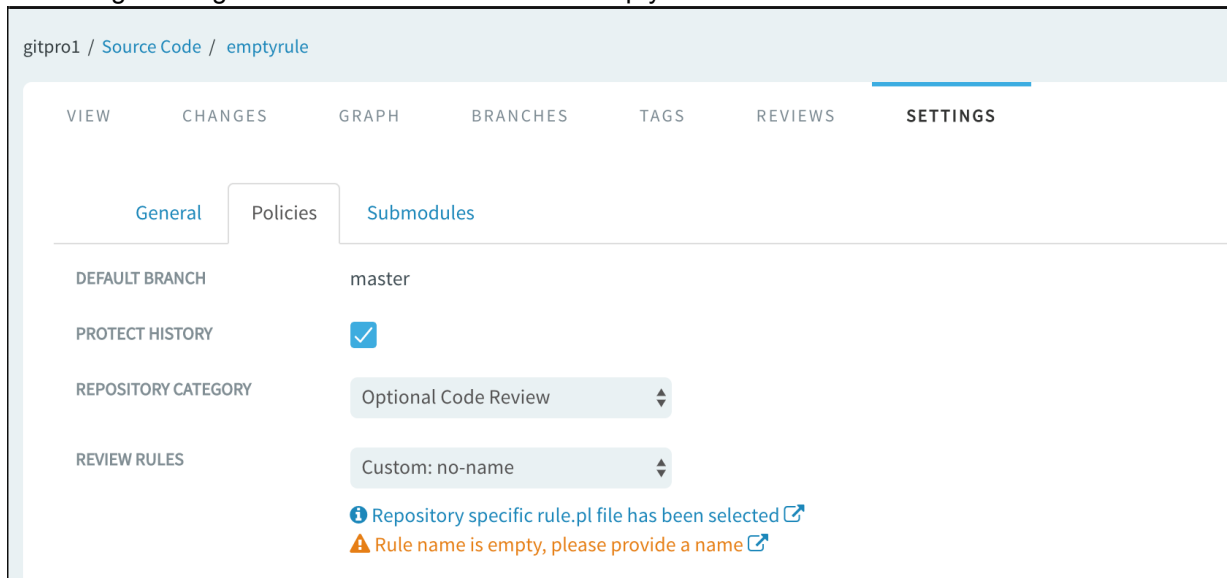 gitpro1 / Source Code / emptyrule
VIEW CHANGES GRAPH BRANCHES TAGS REVIEWS SETTINGS
General Policies Submodules
DEFAULT BRANCH master
PROTECT HISTORY
REPOSITORY CATEGORY Optional Code Review
REVIEW RULES Custom: no-name
Repository specific rule.pl file has been selected
Rule name is empty, please provide a name